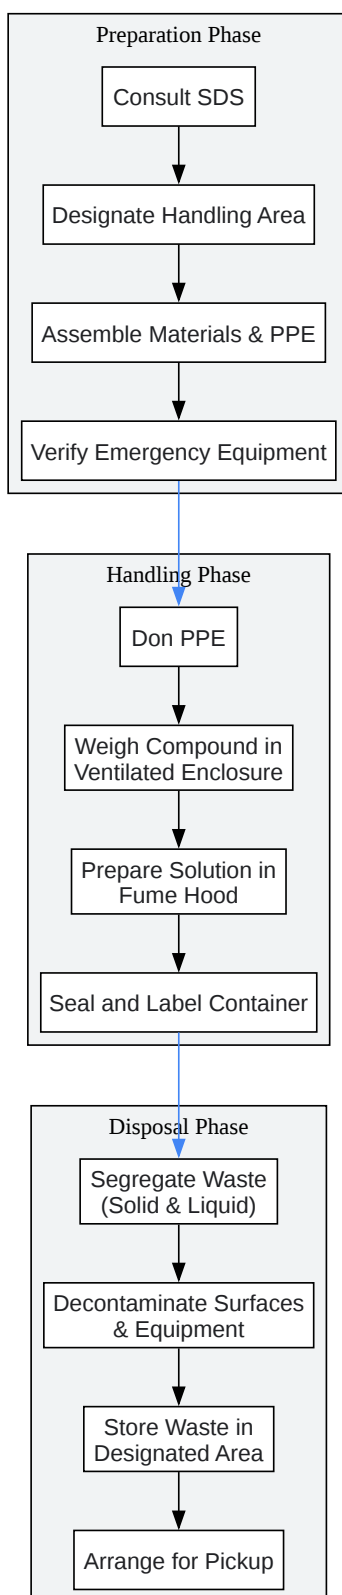 Preparation Phase
Consult SDS
Designate Handling Area
Assemble Materials & PPE
Verify Emergency Equipment
Handling Phase
Don PPE
Weigh Compound in
Ventilated Enclosure
Prepare Solution in
Fume Hood
Seal and Label Container
Disposal Phase
Segregate Waste
(Solid & Liquid)
Decontaminate Surfaces
& Equipment
Store Waste in
Designated Area
Arrange for Pickup